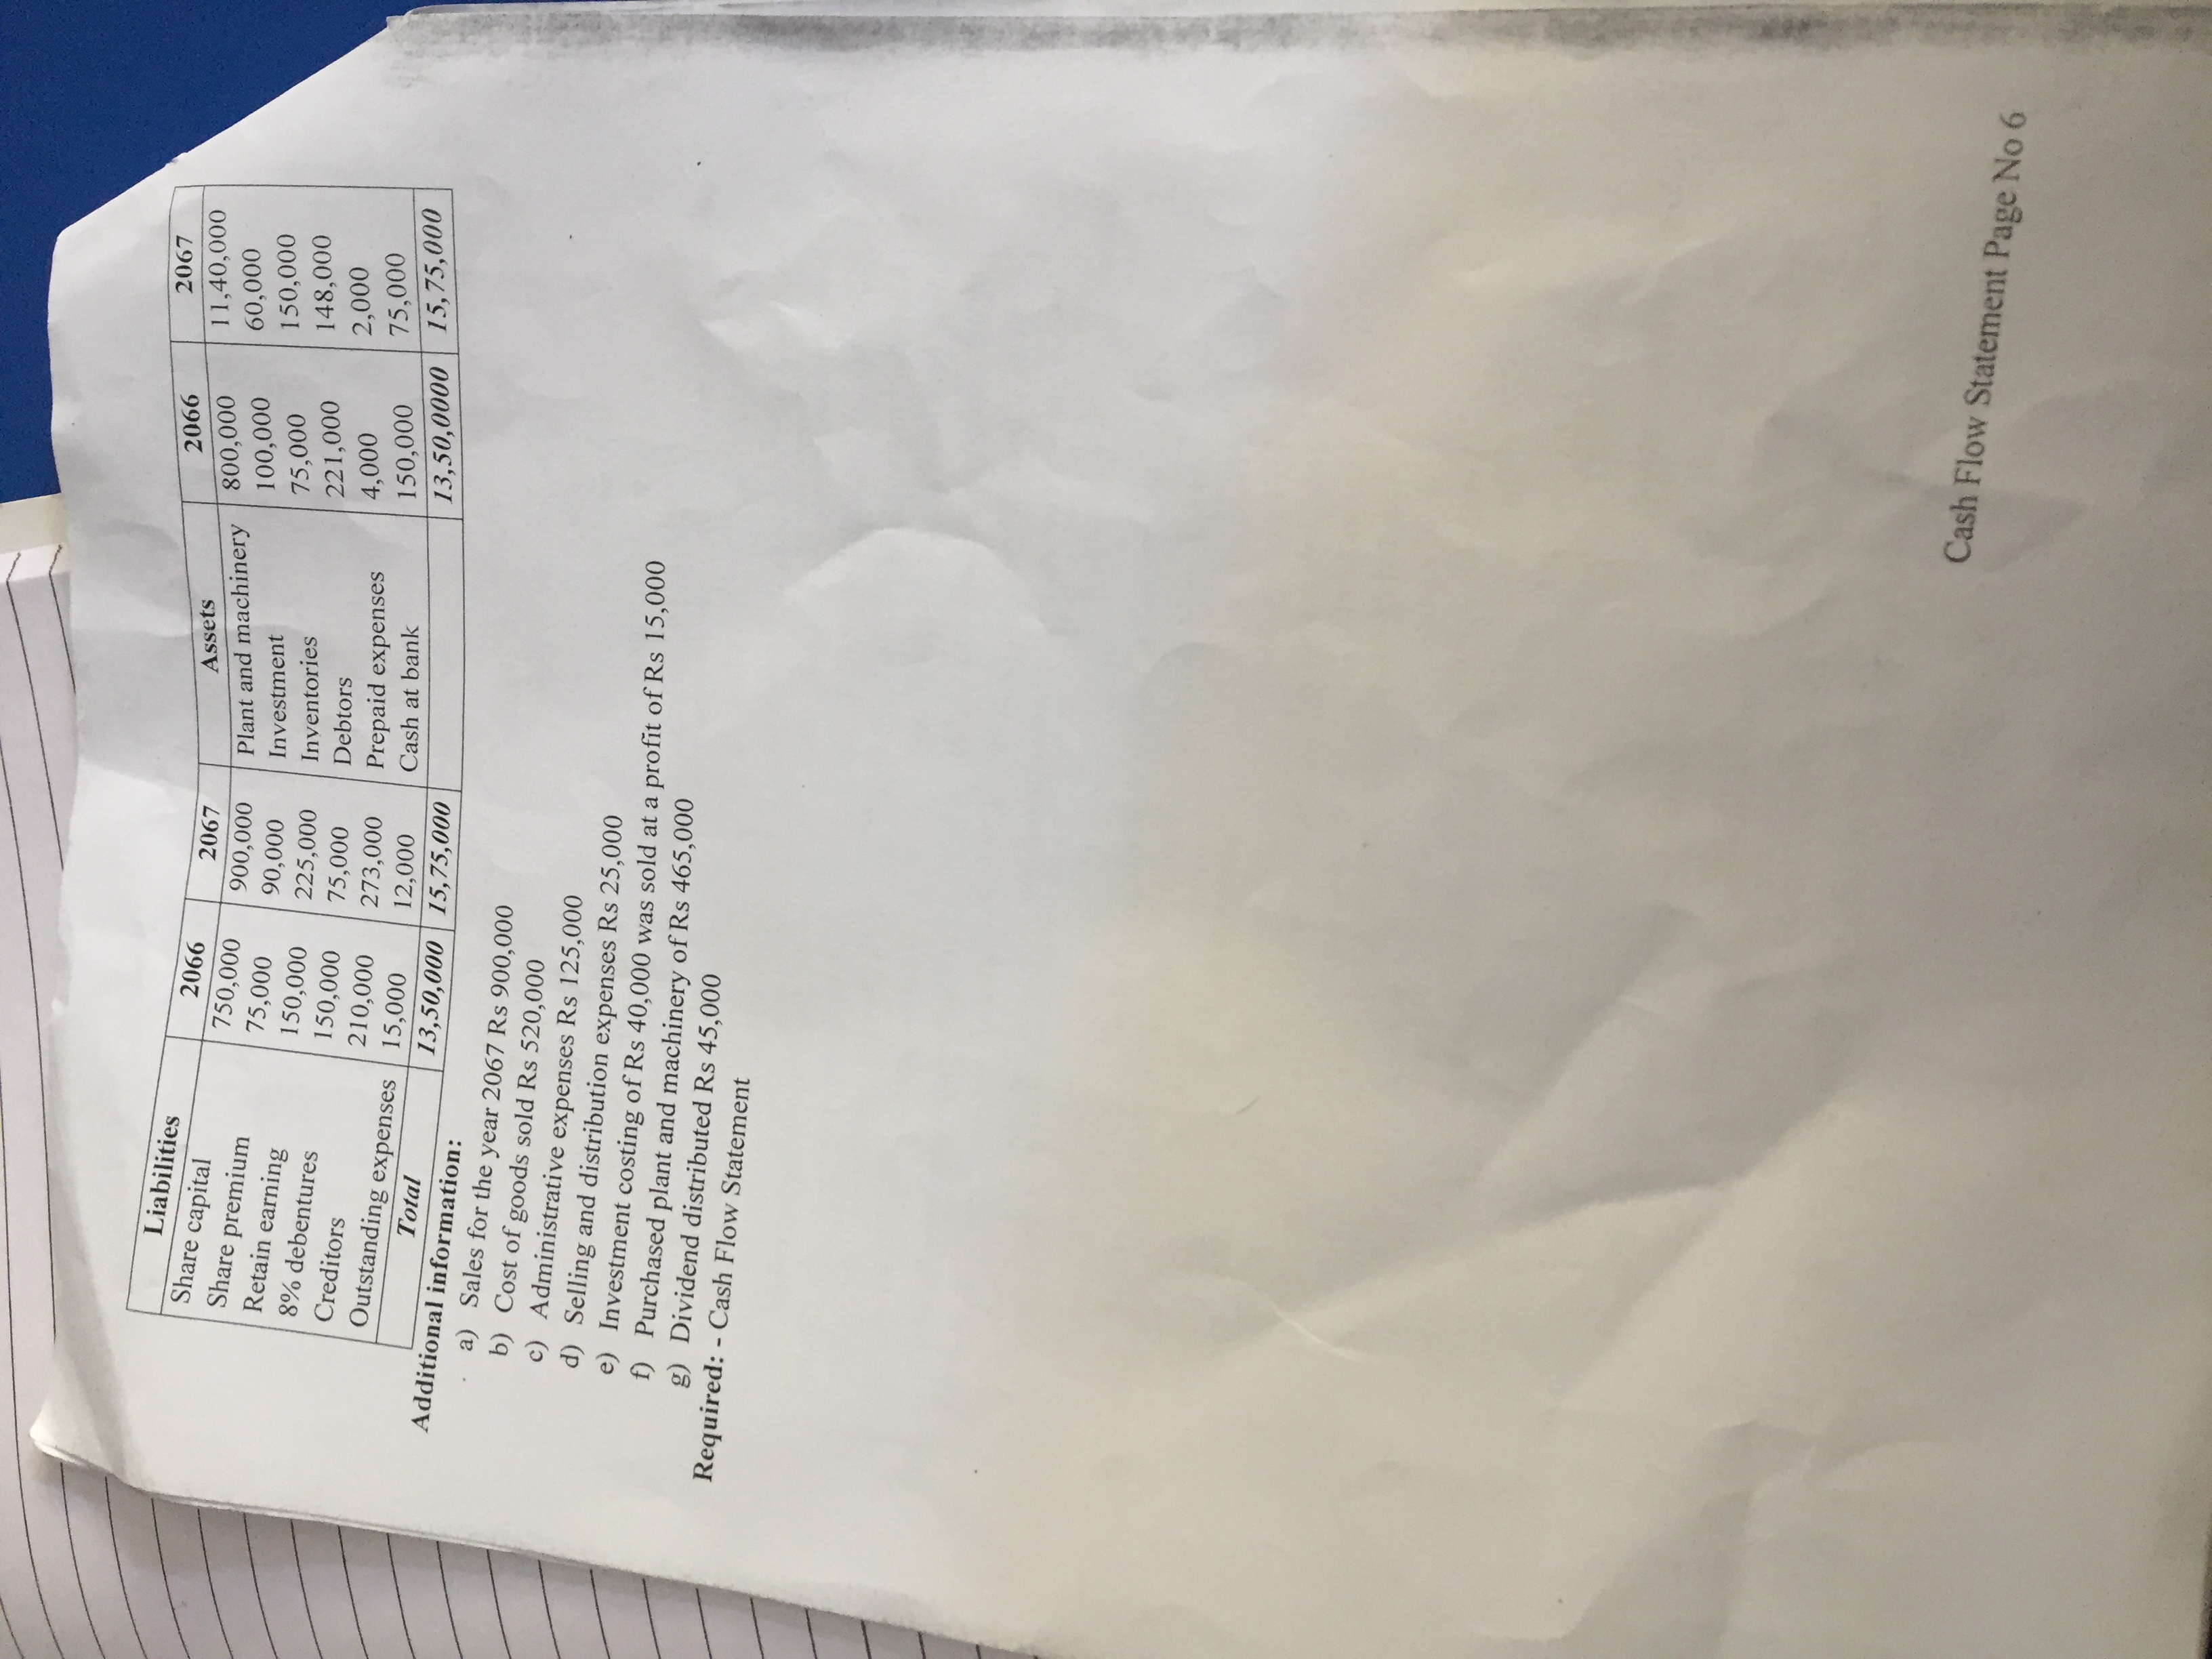 Liabilities 2066 2067 Assets 2066 2067
Share capital 750,000 900,000 Plant and machinery 800,000 11,40,000
Share premium 75,000 90,000 Investment 100,000 60,000
Retain earning 150,000 225,000 Inventories 75,000 150,000
8% debentures 150,000 75,000 Debtors 221,000 148,000
Creditors 210,000 273,000 Prepaid expenses 4,000 2,000
Outstanding expenses 15,000 12,000 Cash at bank 150,000 75,000
Total 13,50,000 15,75,000 13,50,0000 15,75,000
Additional information:
a) Sales for the year 2067 Rs 900,000
b) Cost of goods sold Rs 520,000
c) Administrative expenses Rs 125,000
d) Selling and distribution expenses Rs 25,000
e) Investment costing of Rs 40,000 was sold at a profit of Rs 15,000
f) Purchased plant and machinery of Rs 465,000
g) Dividend distributed Rs 45,000
Required: - Cash Flow Statement
Cash Flow Statement Page No 6